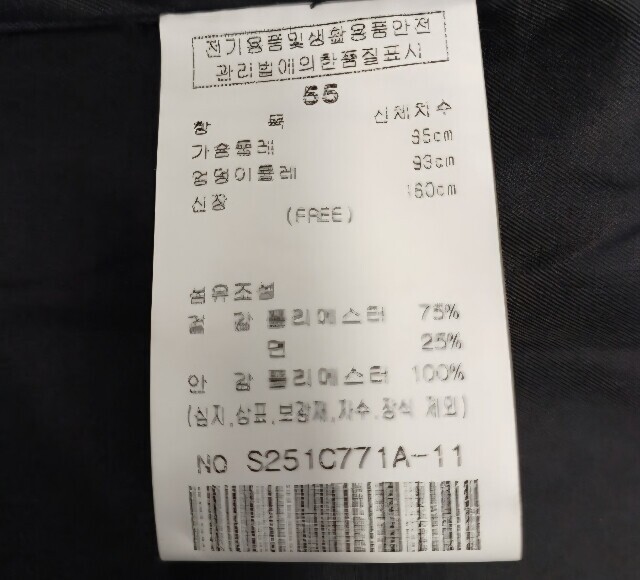 전기용품및생활용품안전
관리법에의한품질표시
55
항 목 신체치수
가슴둘레 85cm
엉덩이둘레 93cm
신장 160cm
(FREE)
섬유조성
겉 감 폴리에스터 75%
면 25%
안 감 폴리에스터 100%
(심지,상표,보강재,자수,장식 제외)
NO S251C771A-11